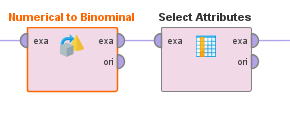 Numerical to Binominal
Select Attributes
exa exa exa exa
ori ori